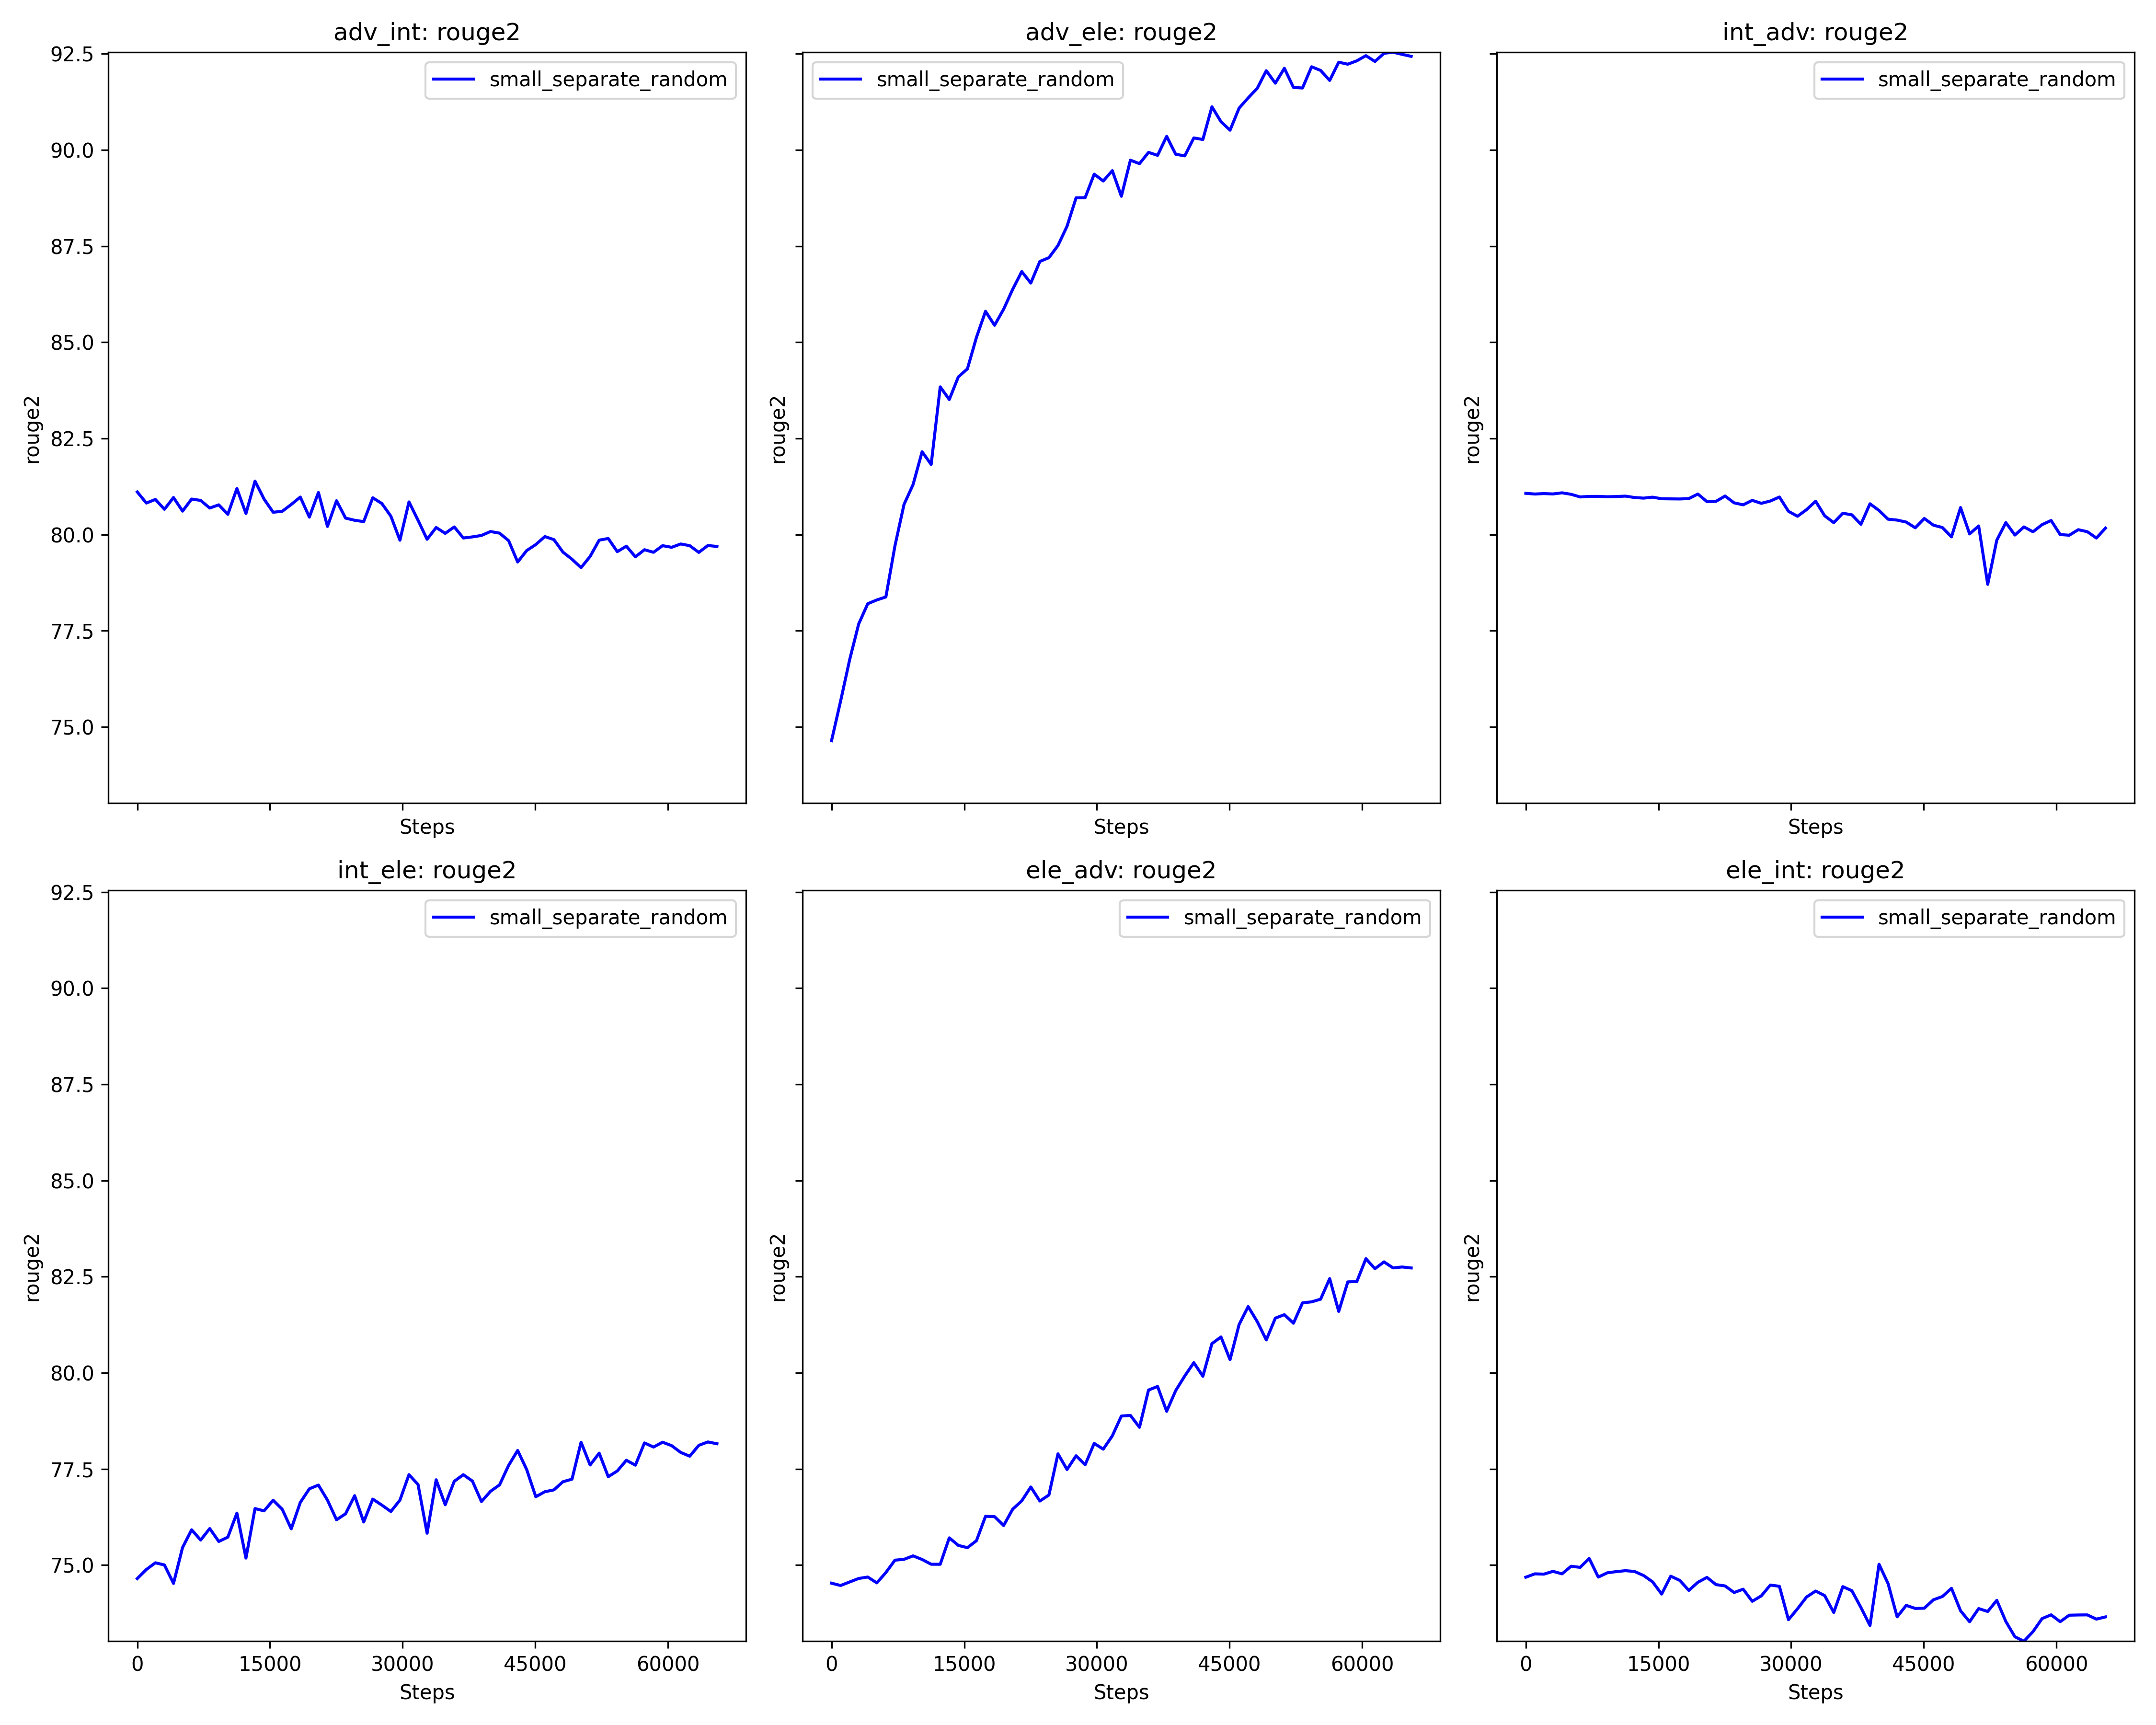 adv_int: rouge2
adv_ele: rouge2
int_adv: rouge2
92.5
90.0
87.5
85.0
82.5
80.0
77.5
75.0
rouge2
small_separate_random
Steps
rouge2
small_separate_random
Steps
rouge2
small_separate_random
Steps
int_ele: rouge2
ele_adv: rouge2
ele_int: rouge2
92.5
90.0
87.5
85.0
82.5
80.0
77.5
75.0
rouge2
small_separate_random
0 15000 30000 45000 60000
Steps
rouge2
small_separate_random
0 15000 30000 45000 60000
Steps
rouge2
small_separate_random
0 15000 30000 45000 60000
Steps